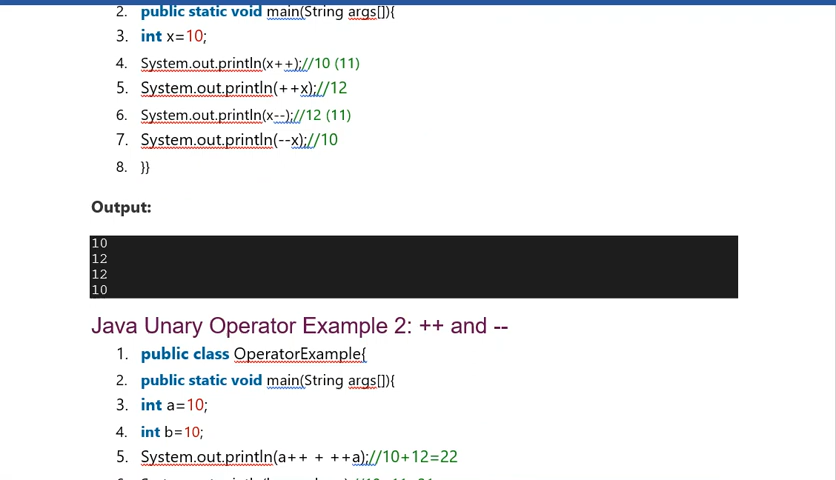 2. public static void main(String args[]){
3. int x=10;
4. System.out.println(x++);//10 (11)
5. System.out.println(++x);//12
6. System.out.println(x--);//12 (11)
7. System.out.println(--x);//10
8. }}
Output:
10
12
12
10
Java Unary Operator Example 2: ++ and --
1. public class OperatorExample{
2. public static void main(String args[]){
3. int a=10;
4. int b=10;
5. System.out.println(a++ + ++a);//10+12=22